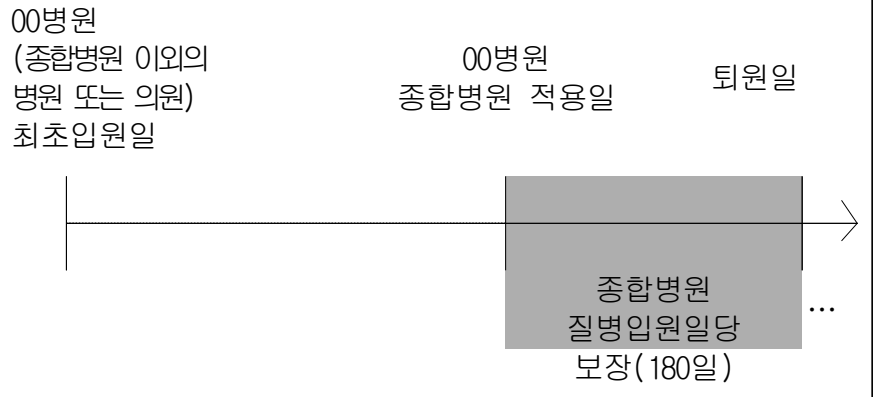 00병원
(종합병원 이외의
병원 또는 의원)
최초입원일
00병원
종합병원 적용일
퇴원일
종합병원
질병입원일당
보장(180일)
...